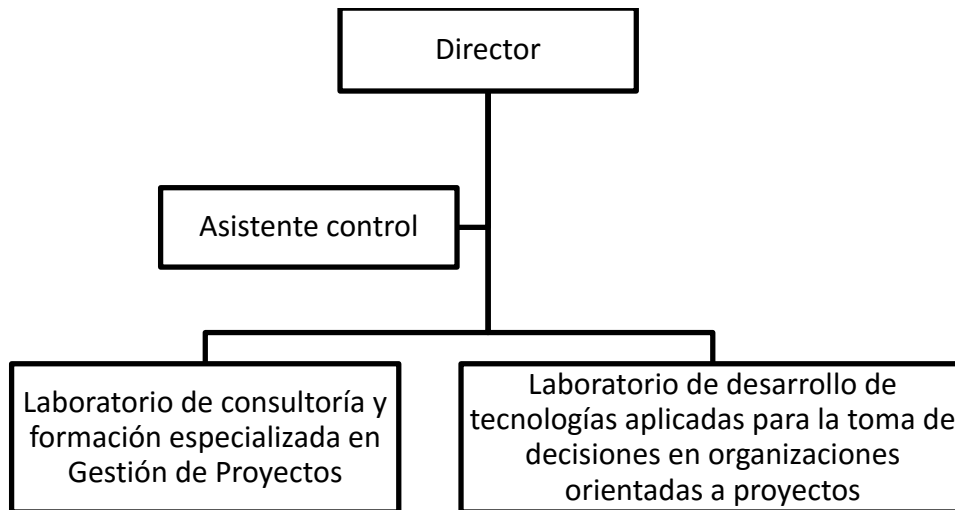 Director
Asistente control
Laboratorio de consultoría y
formación especializada en
Gestión de Proyectos
Laboratorio de desarrollo de
tecnologías aplicadas para la toma de
decisiones en organizaciones
orientadas a proyectos